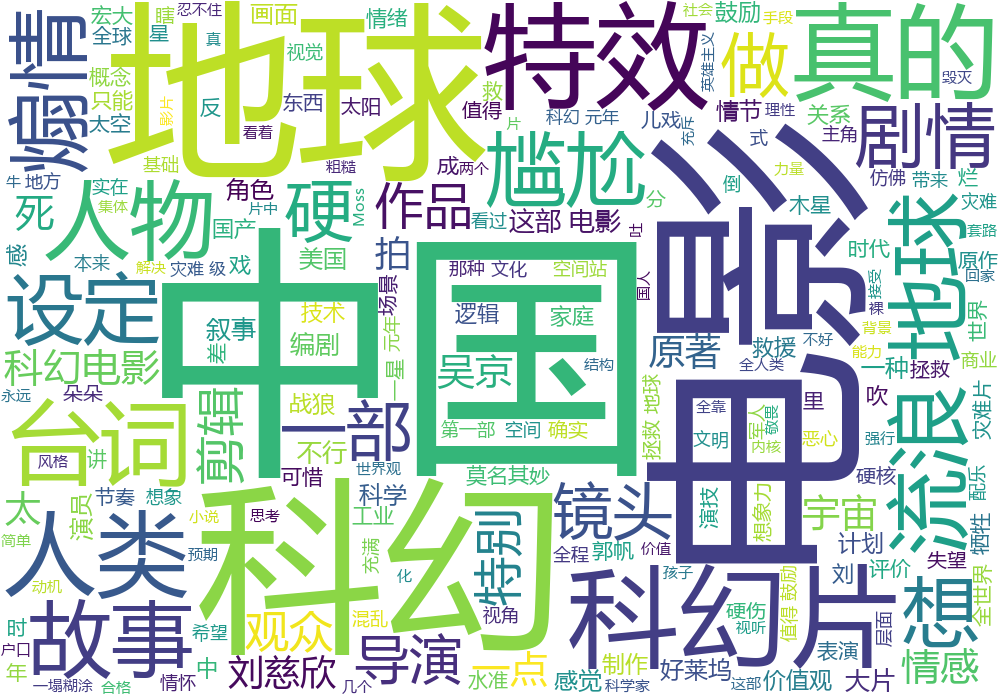 忍不住
宏大
瞎
画面
情绪
地球
特效
做
真的
社会
鼓励
手段
全球
星
真
视觉
煽情
概念
只能
影片
反
东西
太阳
救
值得
科幻 元年
片
儿戏
充斥
英雄主义
情节
理性
关系
毁灭
太空
看着
式
主角
剧情
基础
粗糙
成
两个
尴尬
力量
牛
地方
实在
角色
作品
Moss
看过
分
倒
仿佛
带来
烂
死
人物
集体
片中
硬
这部 电影
吐
木星
灾难
套路
感
本来
解决
灾难 级
国产
戏
美国
拍
那种
文化
空间站
国人
电影
时代
地球
原作
回家
接受
裸
世界
设定
中国
场景
技术
逻辑
家庭
背景
叙事
差
编剧
元年
一星
吴京
结构
原著
救援
不好
能力
全人类
一种
拯救
商业
科幻电影
永远
朵朵
战狼
第一部
空间
确实
拯救 地球
全靠
军人
敬畏
里
吹
灾难片
台词
剪辑
一部
不行
文明
内核
恶心
强行
流浪
风格
讲
可惜
世界观
莫名其妙
硬核
配乐
太
演员
节奏
想象
科学
科幻
镜头
演技
想象力
宇宙
牺牲
简单
小说
思考
工业
特别
计划
失望
人类
预期
充满
全程
郭帆
价值
刘
评价
动机
化
孩子
科幻片
想
全世界
时
故事
希望
观众
混乱
视角
硬伤
视听
值得 鼓励
层面
户口
年
中
刘慈欣
导演
一点
感觉
制作
好莱坞
表演
情感
一塌糊涂
合格
情怀
几个
水准
科学家
这部
价值观
大片